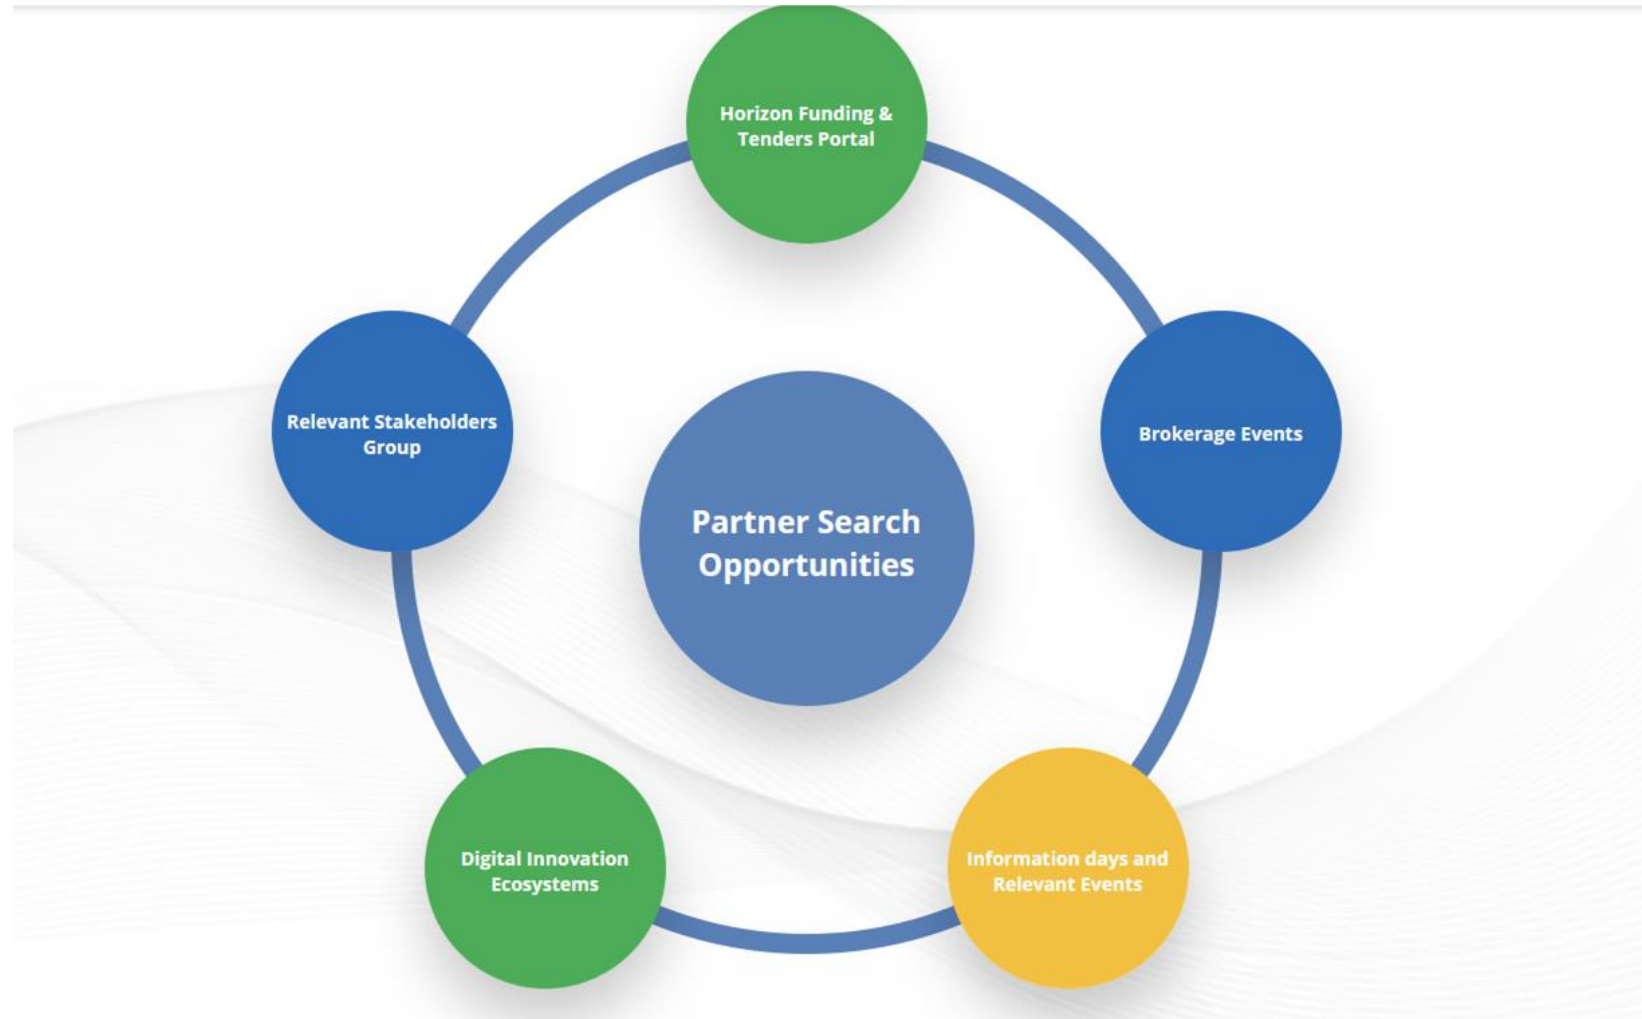 Horizon Funding &
Tenders Portal
Relevant Stakeholders
Group
Brokerage Events
Partner Search
Opportunities
Digital Innovation
Ecosystems
Information days and
Relevant Events